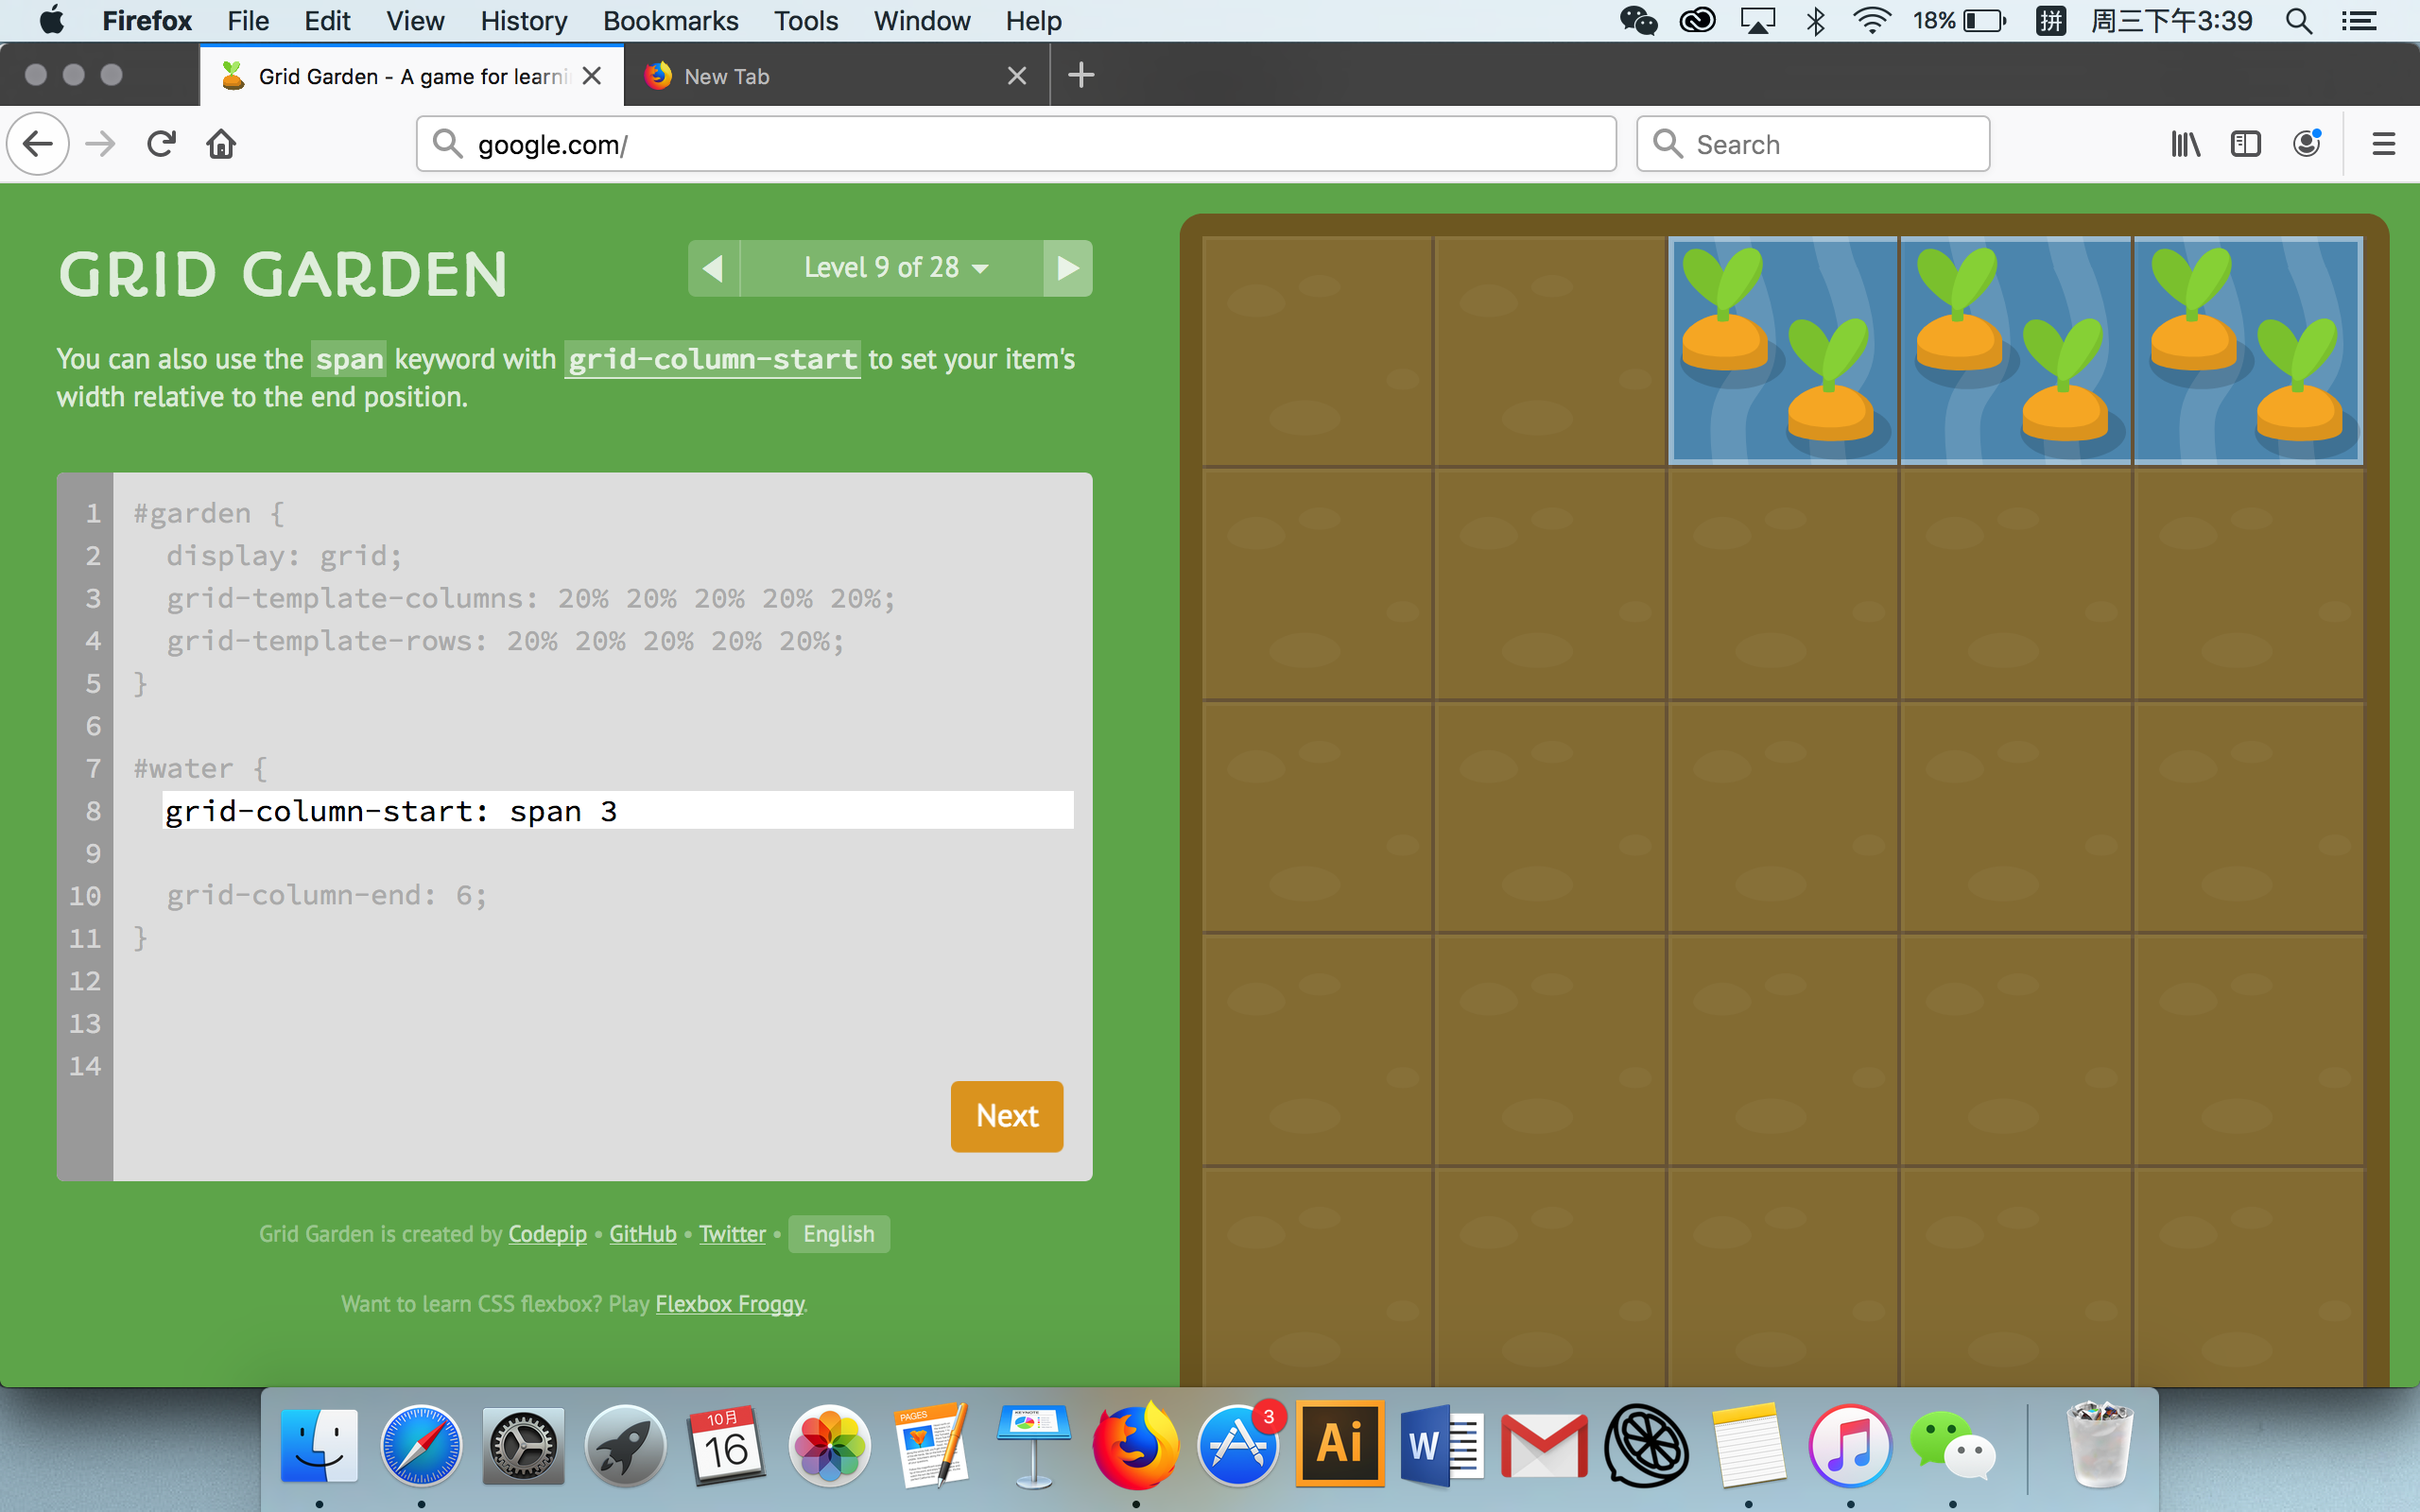 Firefox File Edit View History Bookmarks Tools Window Help 18% 拼 周三下午3:39
Grid Garden - A game for learni New Tab
google.com/ Search
GRID GARDEN
Level 9 of 28
You can also use the span keyword with grid-column-start to set your item's
width relative to the end position.
1 #garden {
2 display: grid;
3 grid-template-columns: 20% 20% 20% 20% 20%;
4 grid-template-rows: 20% 20% 20% 20% 20%;
5 }
6
7 #water {
8 grid-column-start: span 3
9
10 grid-column-end: 6;
11 }
12
13
14
Next
Grid Garden is created by Codepip • GitHub • Twitter • English
Want to learn CSS flexbox? Play Flexbox Froggy.
10月
16
PAGES
3
Ai
W